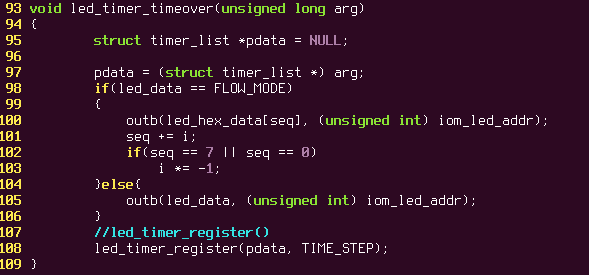 93 void led_timer_timeover(unsigned long arg)
94 {
95         struct timer_list *pdata = NULL;
96
97         pdata = (struct timer_list *) arg;
98         if(led_data == FLOW_MODE)
99         {
100             outb(led_hex_data[seq], (unsigned int) iom_led_addr);
101             seq += i;
102             if(seq == 7 || seq == 0)
103                 i *= -1;
104         }else{
105             outb(led_data, (unsigned int) iom_led_addr);
106         }
107         //led_timer_register()
108         led_timer_register(pdata, TIME_STEP);
109 }